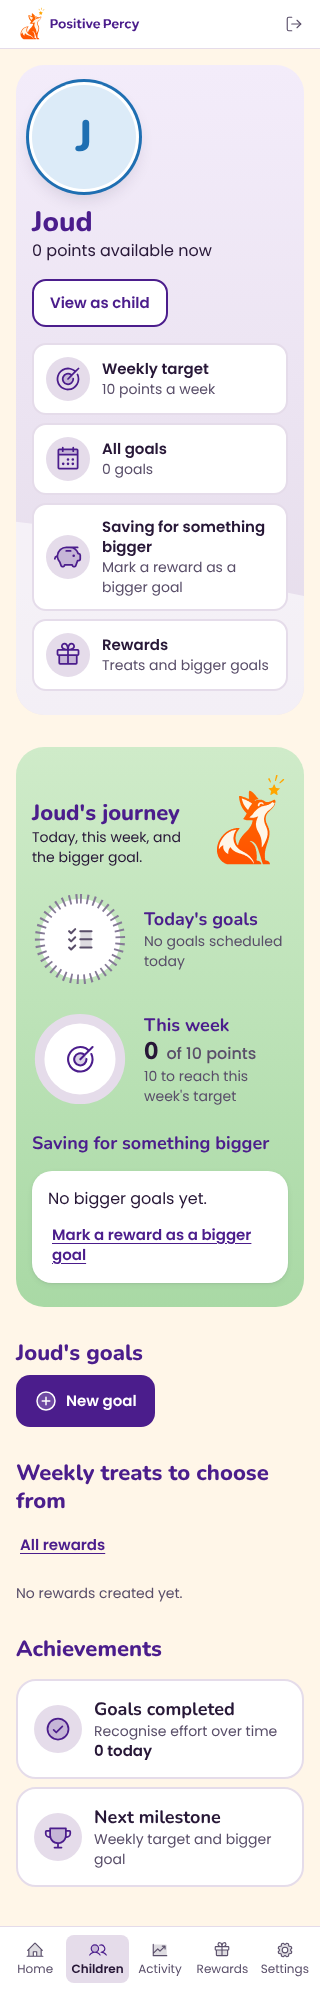 Positive Percy
J
Joud
0 points available now
View as child
Weekly target
10 points a week
All goals
0 goals
Saving for something
bigger
Mark a reward as a
bigger goal
Rewards
Treats and bigger goals
Joud's journey
Today, this week, and
the bigger goal.
Today's goals
No goals scheduled
today
This week
0 of 10 points
10 to reach this
week's target
Saving for something bigger
No bigger goals yet.
Mark a reward as a bigger
goal
Joud's goals
New goal
Weekly treats to choose
from
All rewards
No rewards created yet.
Achievements
Goals completed
Recognise effort over time
0 today
Next milestone
Weekly target and bigger
goal
Home Children Activity Rewards Settings